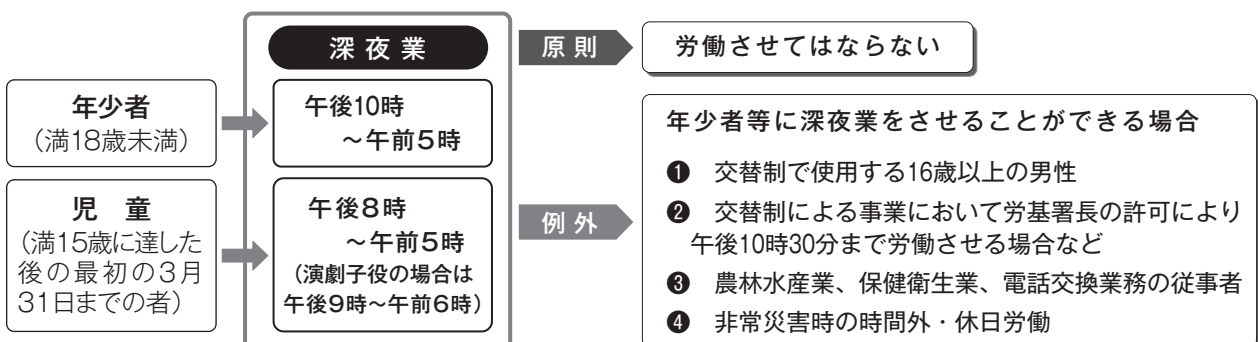 深夜業
原則
労働させてはならない
年少者
（満18歳未満）
午後10時
～午前5時
児　童
（満15歳に達した
後の最初の3月
31日までの者）
午後8時
～午前5時
（演劇子役の場合は
午後9時～午前6時）
例外
年少者等に深夜業をさせることができる場合
❶　交替制で使用する16歳以上の男性
❷　交替制による事業において労基署長の許可により
午後10時30分まで労働させる場合など
❸　農林水産業、保健衛生業、電話交換業務の従事者
❹　非常災害時の時間外・休日労働